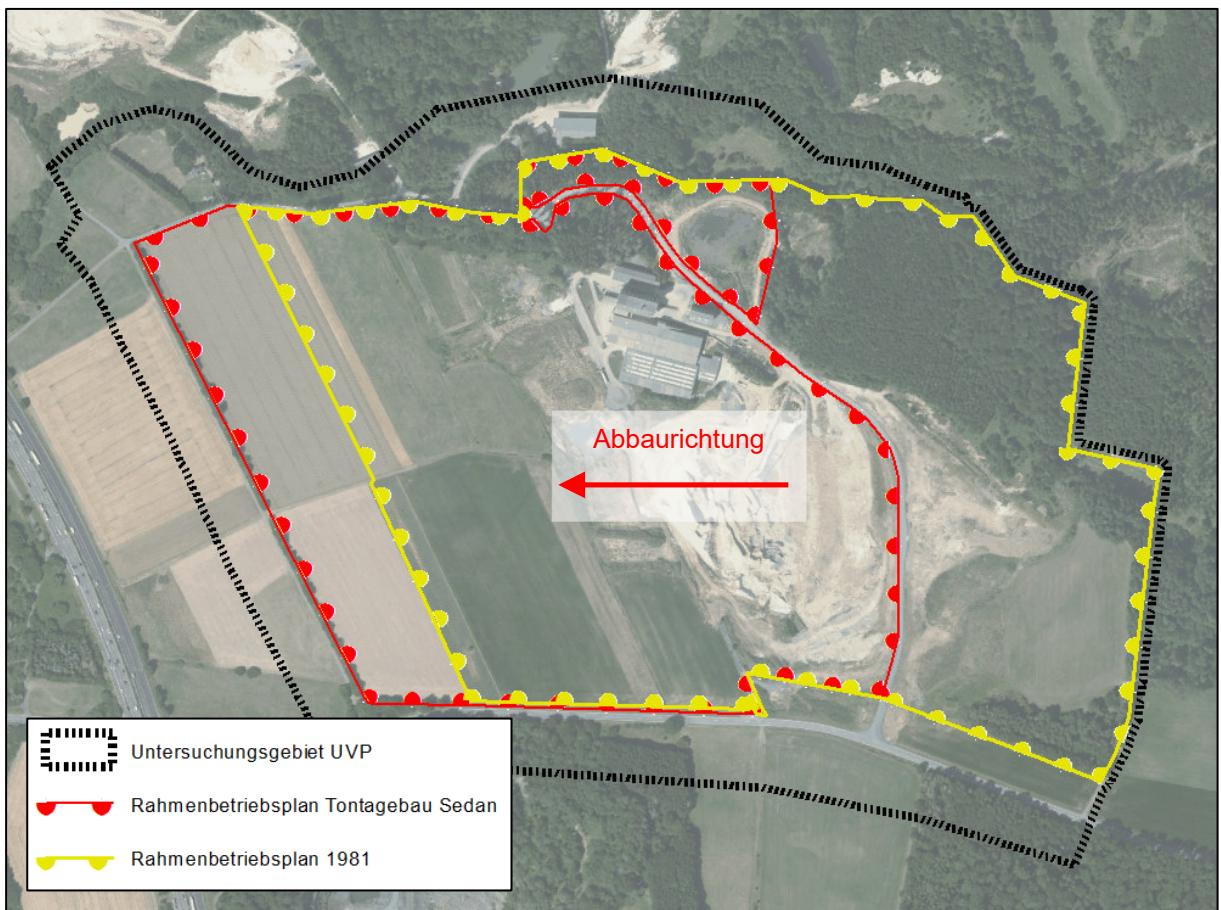 Abbaurichtung
Untersuchungsgebiet UVP
Rahmenbetriebsplan Tontagebau Sedan
Rahmenbetriebsplan 1981